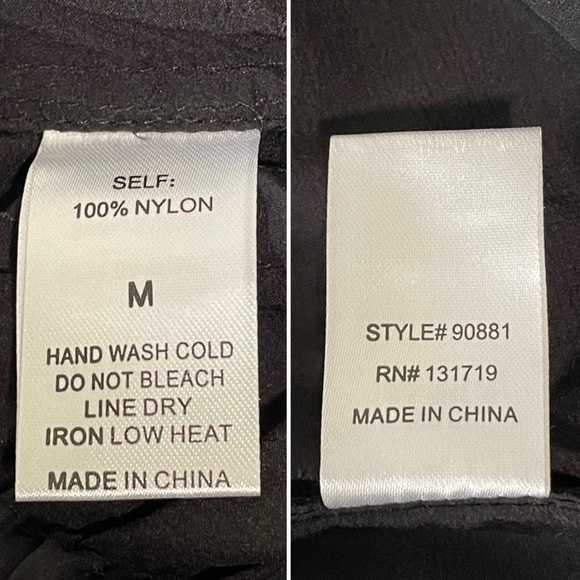 SELF:
100% NYLON
M
HAND WASH COLD
DO NOT BLEACH
LINE DRY
IRON LOW HEAT
MADE IN CHINA
STYLE# 90881
RN# 131719
MADE IN CHINA